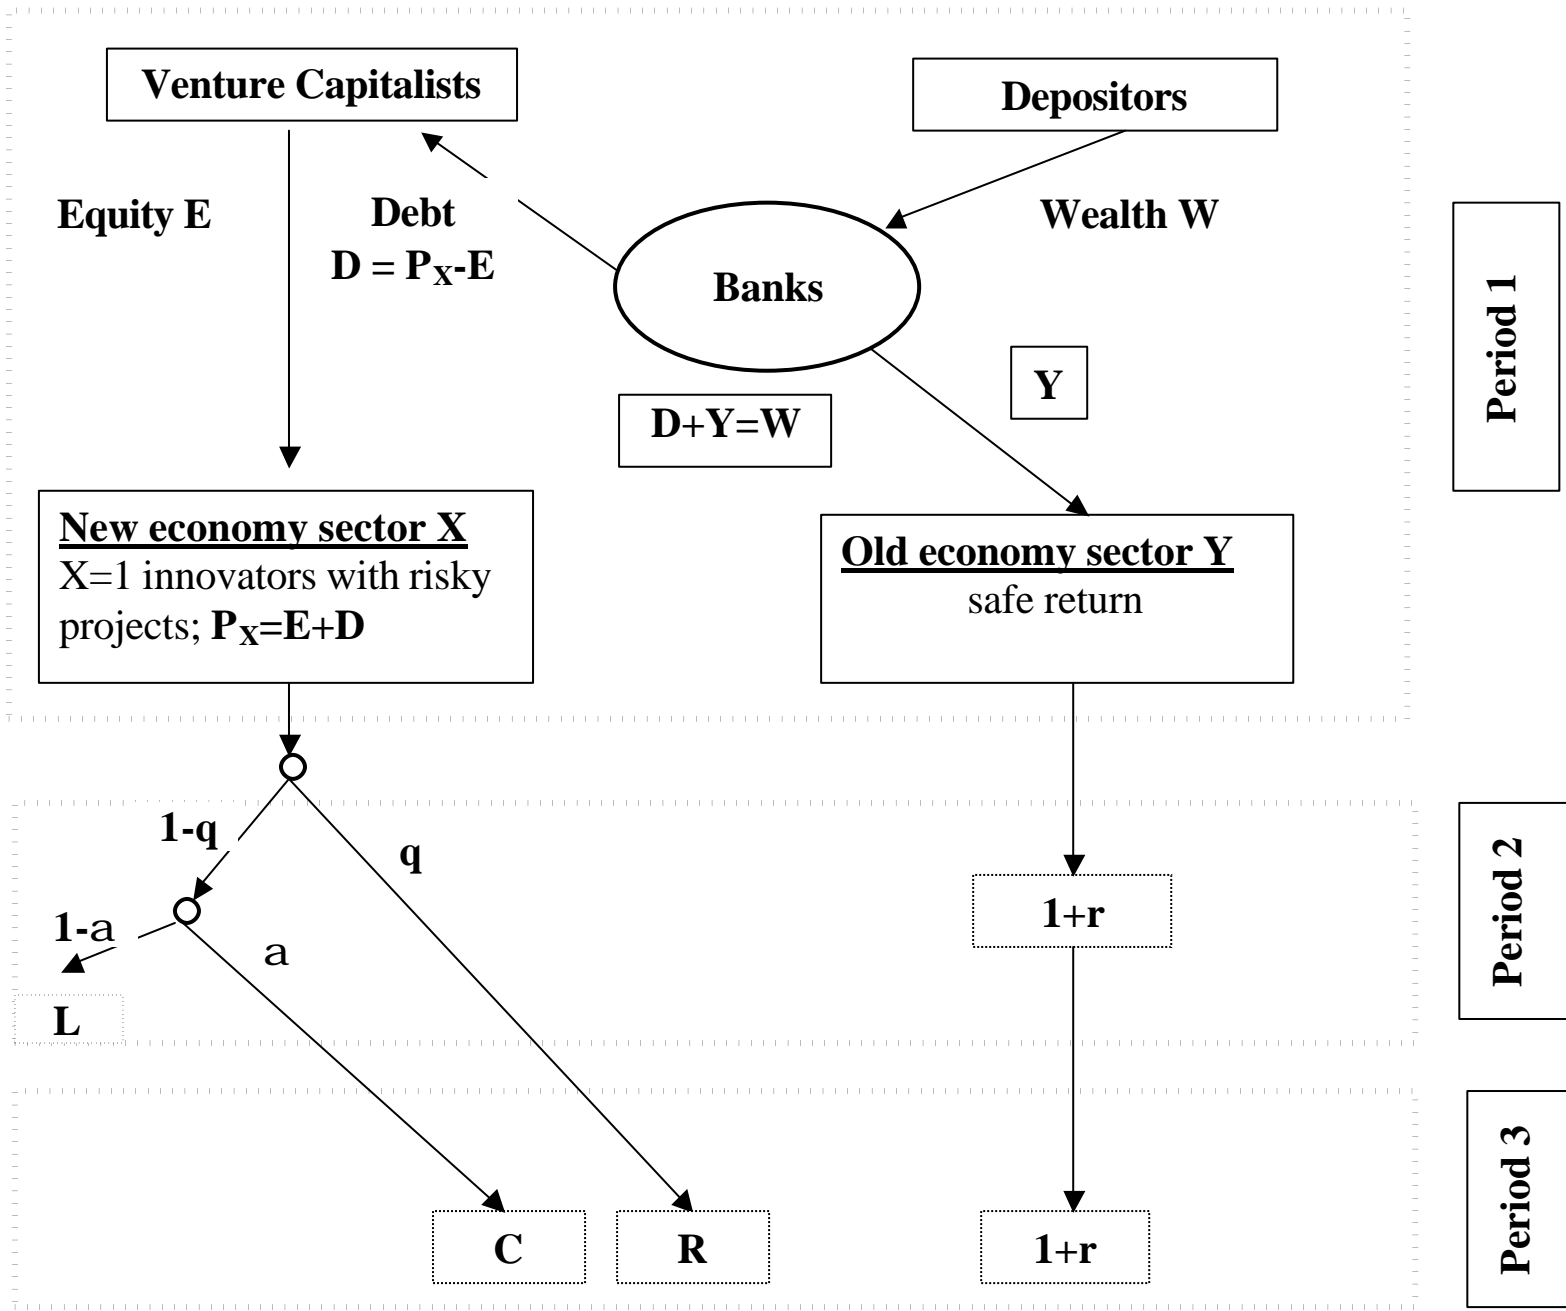 Venture Capitalists
Depositors
Equity E
Debt
D = PX-E
Wealth W
Banks
Period 1
Y
D+Y=W
New economy sector X
X=1 innovators with risky
projects; PX=E+D
Old economy sector Y
safe return
1-q
q
1-a
a
L
1+r
Period 2
C
R
1+r
Period 3